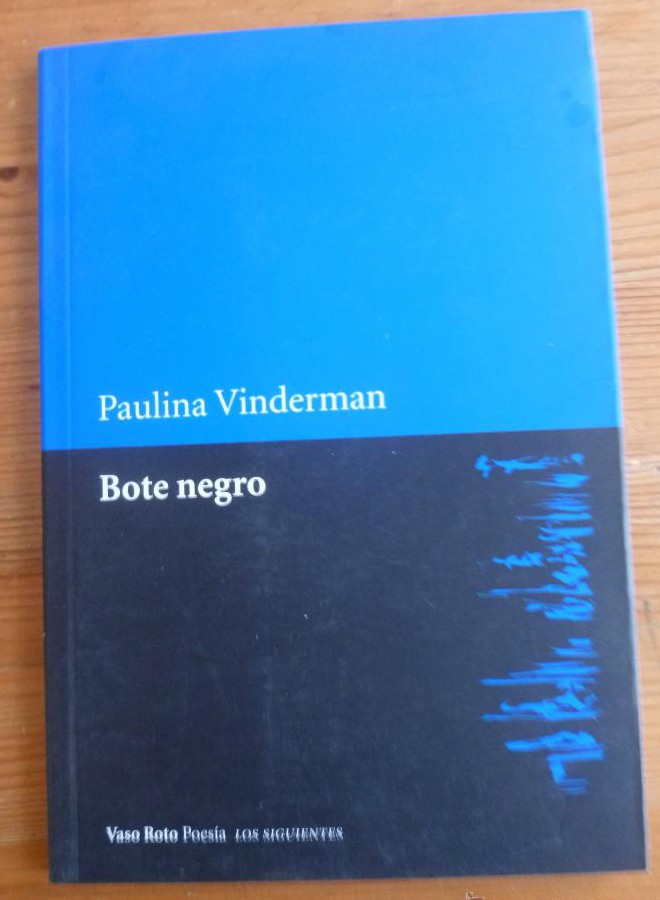 Paulina Vinderman
Bote negro
Vaso Roto Poesía LOS SIGUIENTES